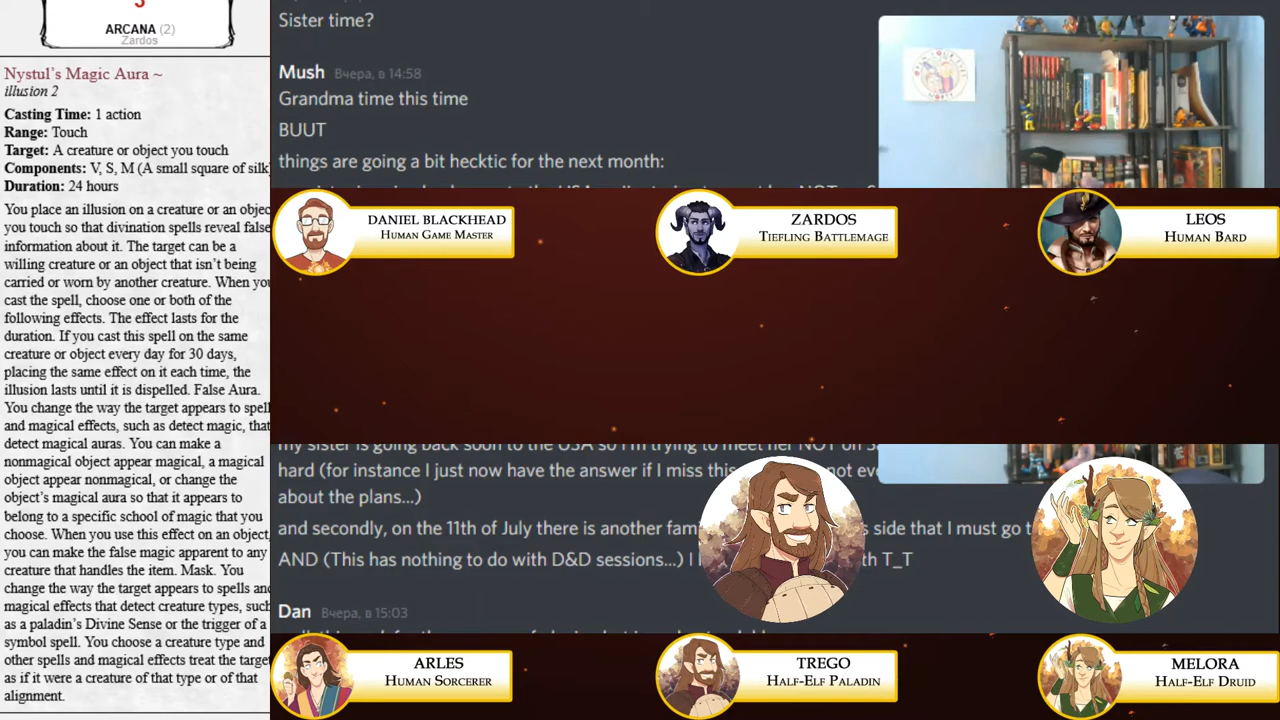 3
ARCANA (2)
Zardos
Nystul's Magic Aura ~
illusion 2
Casting Time: 1 action
Range: Touch
Target: A creature or object you touch
Components: V, S, M (A small square of silk
Duration: 24 hours
You place an illusion on a creature or an objec
you touch so that divination spells reveal false
information about it. The target can be a
willing creature or an object that isn't being
carried or worn by another creature. When you
cast the spell, choose one or both of the
following effects. The effect lasts for the
duration. If you cast this spell on the same
creature or object every day for 30 days,
placing the same effect on it each time, the
illusion lasts until it is dispelled. False Aura.
You change the way the target appears to spell
and magical effects, such as detect magic, that
detect magical auras. You can make a
nonmagical object appear magical, a magical
object appear nonmagical, or change the
object's magical aura so that it appears to
belong to a specific school of magic that you
choose. When you use this effect on an object,
you can make the false magic apparent to any
creature that handles the item. Mask. You
change the way the target appears to spells and
magical effects that detect creature types, such
as a paladin's Divine Sense or the trigger of a
symbol spell. You choose a creature type and
other spells and magical effects treat the target
as if it were a creature of that type or of that
alignment.
Sister time?
Mush Вчера, в 14:58
Grandma time this time
BUUT
things are going a bit hecktic for the next month:
DANIEL BLACKHEAD
HUMAN GAME MASTER
ZARDOS
TIEFLING BATTLEMAGE
LEOS
HUMAN BARD
my sister is going back soon to the USA so I'm trying to meet her NOT on S
hard (for instance I just now have the answer if I miss this not ev
about the plans...)
and secondly, on the 11th of July there is another fam s side that I must go t
AND (This has nothing to do with D&D sessions...) I th T_T
Dan Вчера, в 15:03
ARLES
HUMAN SORCERER
TREGO
HALF-ELF PALADIN
MELORA
HALF-ELF DRUID